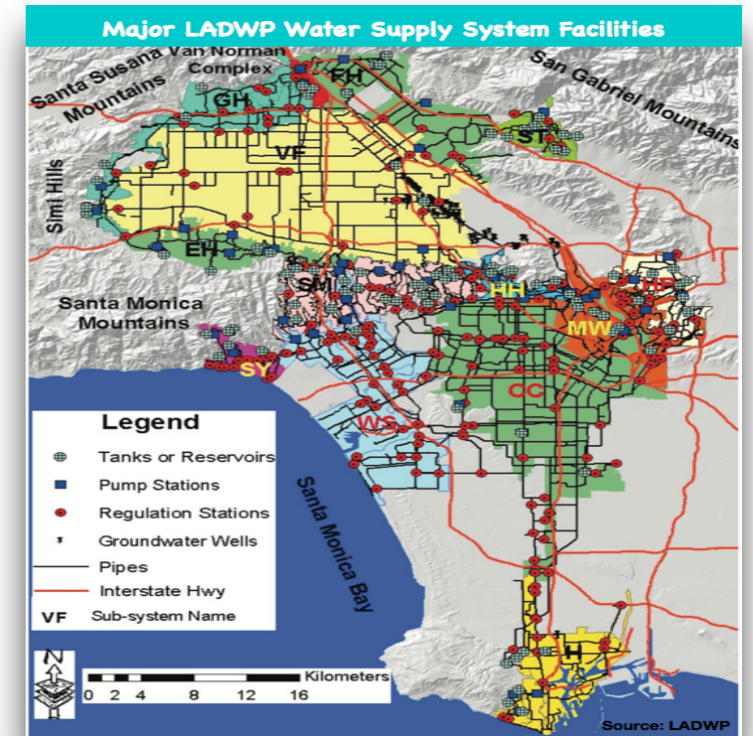 Major LADWP Water Supply System Facilities
Santa Susana
Mountains
Van Norman
Complex
San Gabriel Mountains
FH
GH
ST
VF
Simi Hills
EH
SM
HH
HP
Santa Monica
Mountains
MW
SY
CC
WS
Santa Monica Bay
H
Legend
Tanks or Reservoirs
Pump Stations
Regulation Stations
Groundwater Wells
Pipes
Interstate Hwy
VF Sub-system Name
N
Kilometers
0 2 4 8 12 16
Source: LADWP